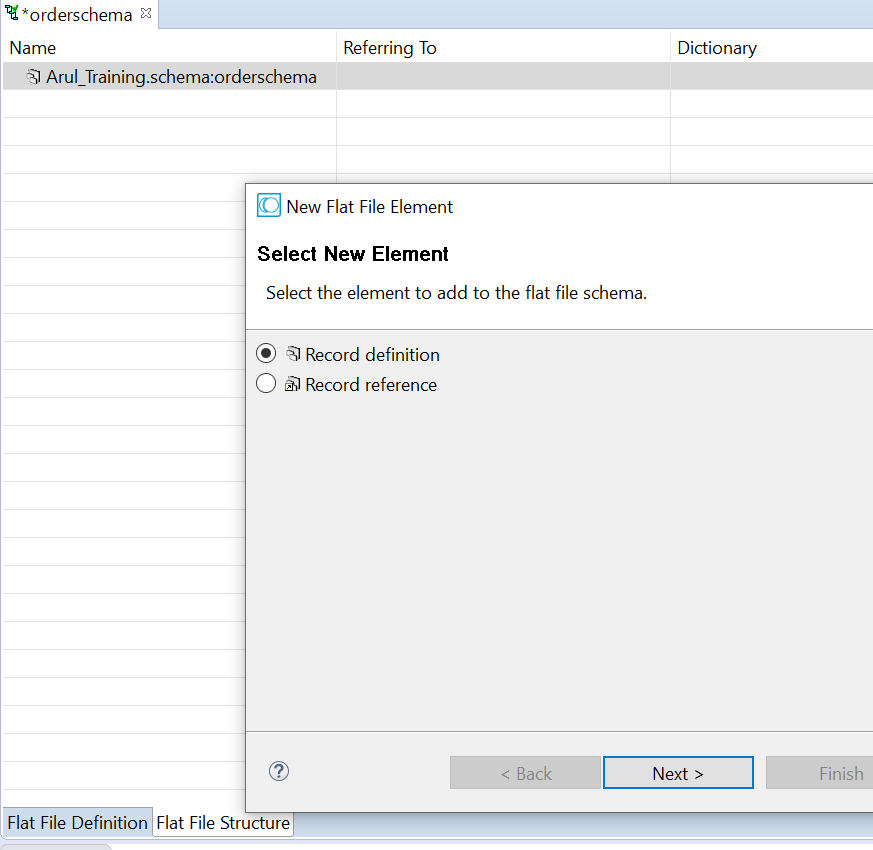 *orderschema
Name Referring To Dictionary
Arul_Training.schema:orderschema
New Flat File Element
Select New Element
Select the element to add to the flat file schema.
Record definition
Record reference
? < Back Next > Finish
Flat File Definition Flat File Structure